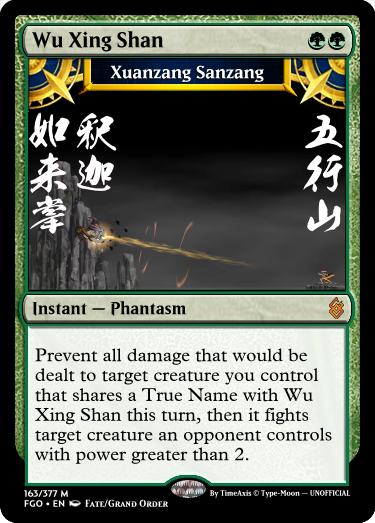 Wu Xing Shan
Xuanzang Sanzang
五行山
釈迦
如来掌
Instant — Phantasm
Prevent all damage that would be
dealt to target creature you control
that shares a True Name with Wu
Xing Shan this turn, then it fights
target creature an opponent controls
with power greater than 2.
163/377 M
FGO • EN Fate/Grand Order
By TimeAxis © Type-Moon — UNOFFICIAL